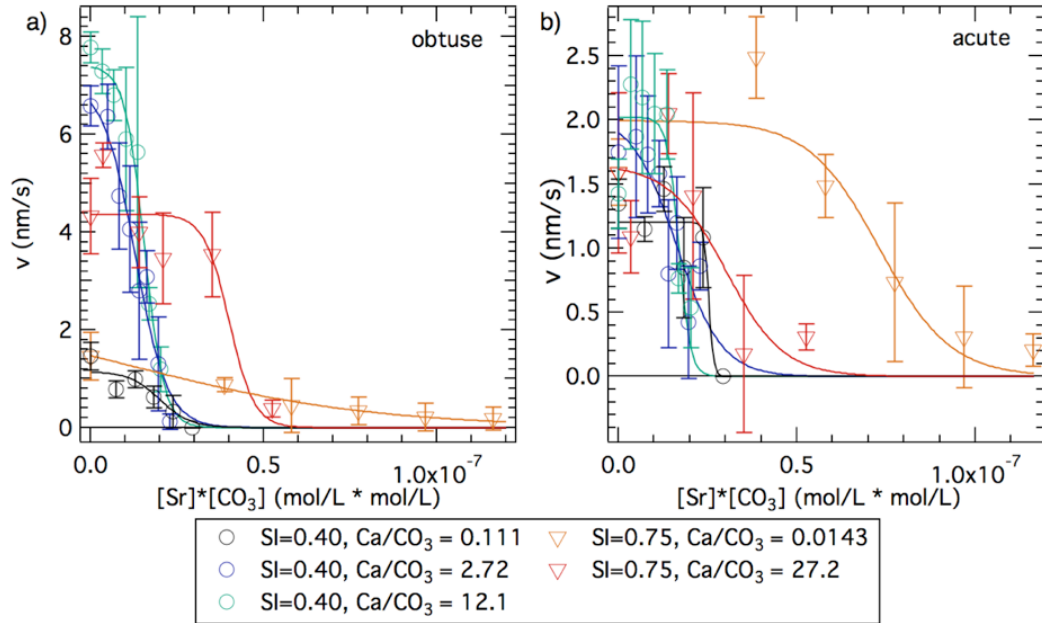 a)
obtuse
8
6
4
2
0
v (nm/s)
0.0
0.5
1.0x10⁻⁷
[Sr]*[CO₃] (mol/L * mol/L)
b)
acute
2.5
2.0
1.5
1.0
0.5
0.0
v (nm/s)
0.0
0.5
1.0x10⁻⁷
[Sr]*[CO₃] (mol/L * mol/L)
SI=0.40, Ca/CO₃ = 0.111
SI=0.40, Ca/CO₃ = 2.72
SI=0.40, Ca/CO₃ = 12.1
SI=0.75, Ca/CO₃ = 0.0143
SI=0.75, Ca/CO₃ = 27.2